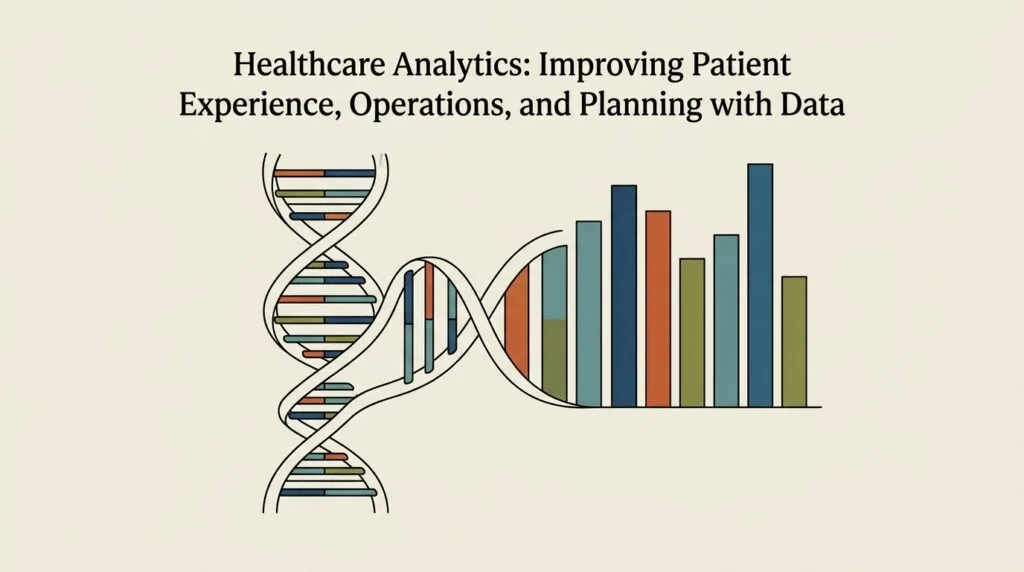 Healthcare Analytics: Improving Patient
Experience, Operations, and Planning with Data